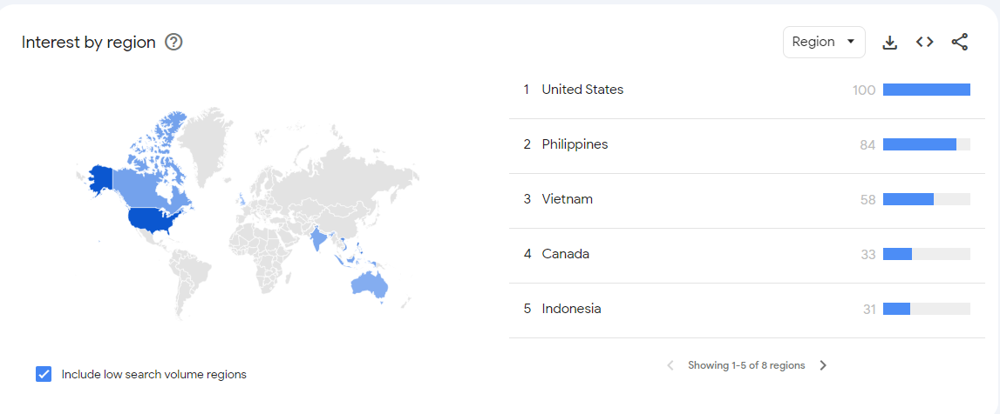 Interest by region
Region
1 United States 100
2 Philippines 84
3 Vietnam 58
4 Canada 33
5 Indonesia 31
Include low search volume regions
Showing 1-5 of 8 regions